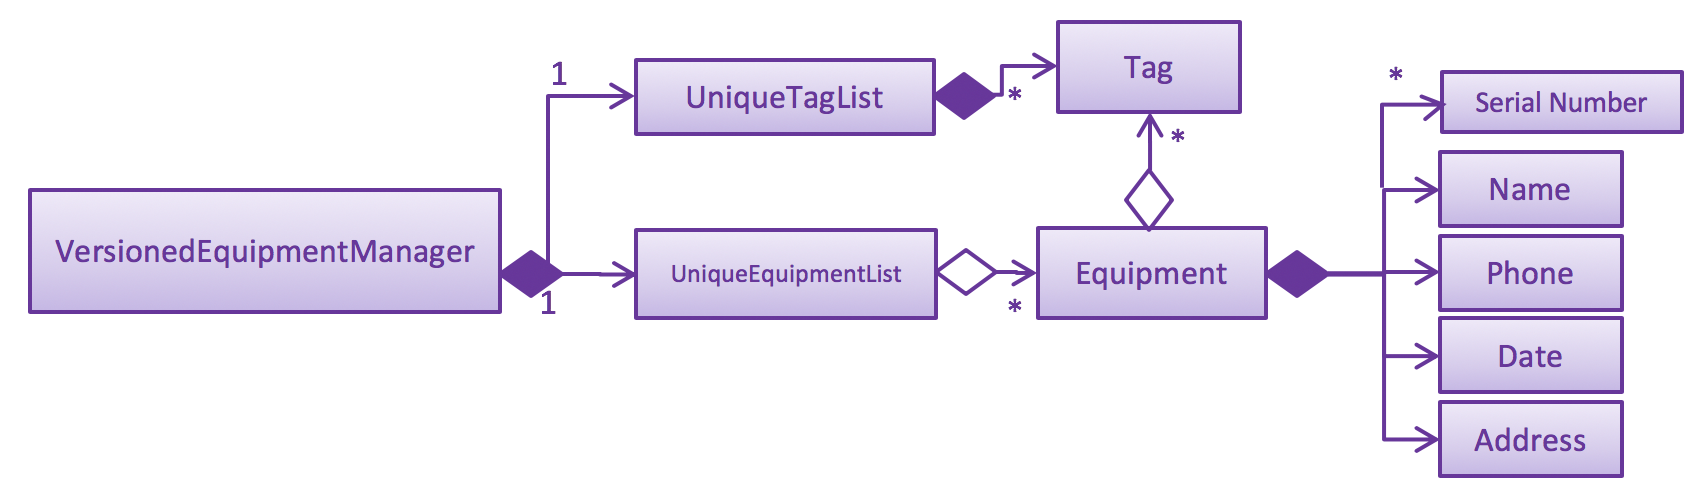 1
UniqueTagList
*
Tag
*
*
Serial Number
Name
VersionedEquipmentManager
1
UniqueEquipmentList
*
Equipment
Phone
Date
Address